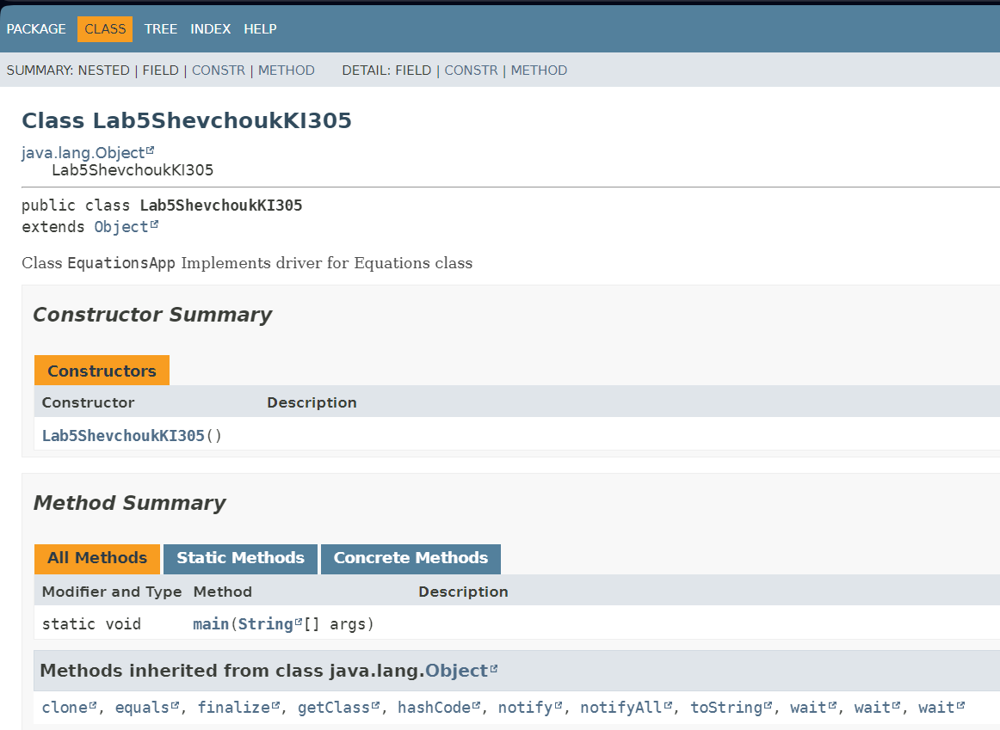 PACKAGE CLASS TREE INDEX HELP
SUMMARY: NESTED | FIELD | CONSTR | METHOD DETAIL: FIELD | CONSTR | METHOD
Class Lab5ShevchoukKI305
java.lang.Object
Lab5ShevchoukKI305
public class Lab5ShevchoukKI305
extends Object
Class EquationsApp Implements driver for Equations class
Constructor Summary
Constructors
Constructor Description
Lab5ShevchoukKI305()
Method Summary
All Methods Static Methods Concrete Methods
Modifier and Type Method Description
static void main(String[] args)
Methods inherited from class java.lang.Object
clone, equals, finalize, getClass, hashCode, notify, notifyAll, toString, wait, wait, wait